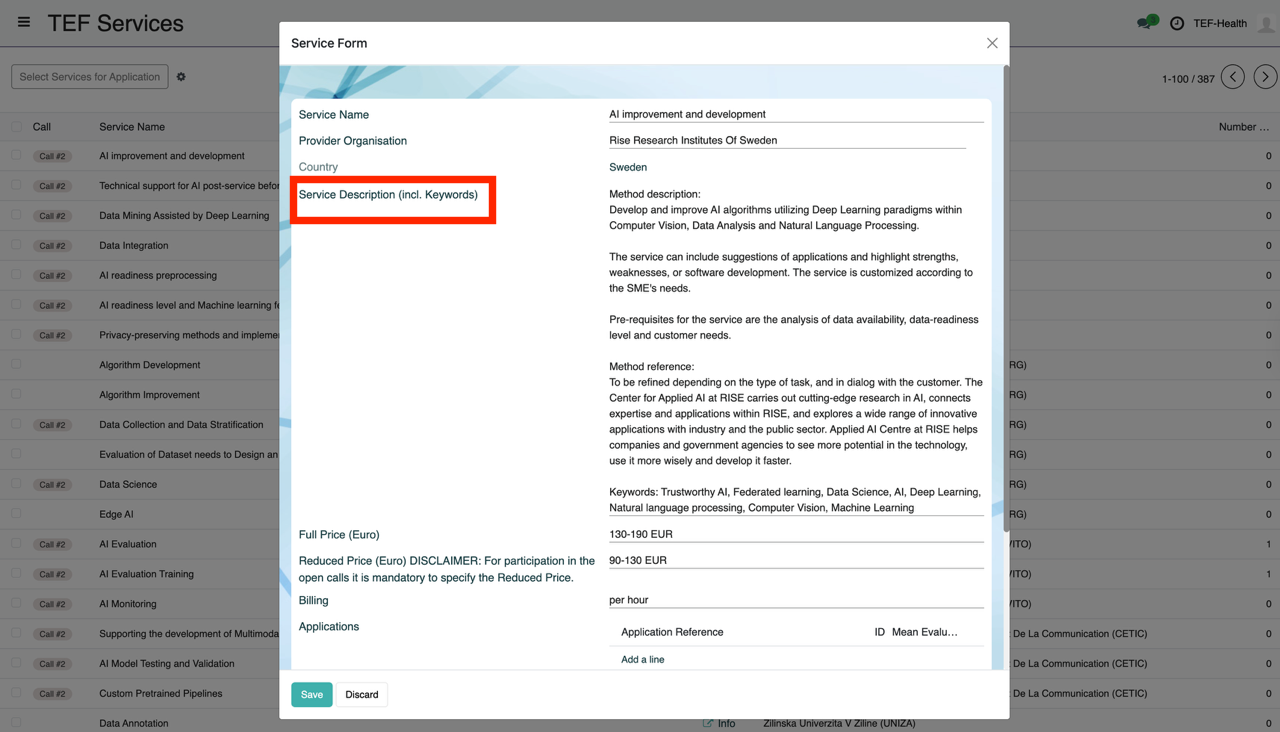 TEF Services
3
TEF-Health
Select Services for Application
1-100 / 387
Call Service Name Number ...
Call #2 AI improvement and development 0
Call #2 Technical support for AI post-service befor 0
Call #2 Data Mining Assisted by Deep Learning 0
Call #2 Data Integration 0
Call #2 AI readiness preprocessing 0
Call #2 AI readiness level and Machine learning fe 0
Call #2 Privacy-preserving methods and impleme 0
Algorithm Development RG) 0
Algorithm Improvement RG) 0
Call #2 Data Collection and Data Stratification RG) 0
Evaluation of Dataset needs to Design an RG) 0
Call #2 Data Science RG) 0
Edge AI RG) 0
Call #2 AI Evaluation VITO) 1
Call #2 AI Evaluation Training VITO) 1
Call #2 AI Monitoring VITO) 0
Call #2 Supporting the development of Multimoda t De La Communication (CETIC) 0
Call #2 AI Model Testing and Validation t De La Communication (CETIC) 0
Call #2 Custom Pretrained Pipelines t De La Communication (CETIC) 0
Data Annotation Info Zilinska Univerzita V Ziline (UNIZA) 0
Service Form
Service Name AI improvement and development
Provider Organisation Rise Research Institutes Of Sweden
Country Sweden
Service Description (incl. Keywords) Method description:
Develop and improve AI algorithms utilizing Deep Learning paradigms within
Computer Vision, Data Analysis and Natural Language Processing.
The service can include suggestions of applications and highlight strengths,
weaknesses, or software development. The service is customized according to
the SME's needs.
Pre-requisites for the service are the analysis of data availability, data-readiness
level and customer needs.
Method reference:
To be refined depending on the type of task, and in dialog with the customer. The
Center for Applied AI at RISE carries out cutting-edge research in AI, connects
expertise and applications within RISE, and explores a wide range of innovative
applications with industry and the public sector. Applied AI Centre at RISE helps
companies and government agencies to see more potential in the technology,
use it more wisely and develop it faster.
Keywords: Trustworthy AI, Federated learning, Data Science, AI, Deep Learning,
Natural language processing, Computer Vision, Machine Learning
Full Price (Euro) 130-190 EUR
Reduced Price (Euro) DISCLAIMER: For participation in the 90-130 EUR
open calls it is mandatory to specify the Reduced Price.
Billing per hour
Applications Application Reference ID Mean Evalu...
Add a line
Save Discard